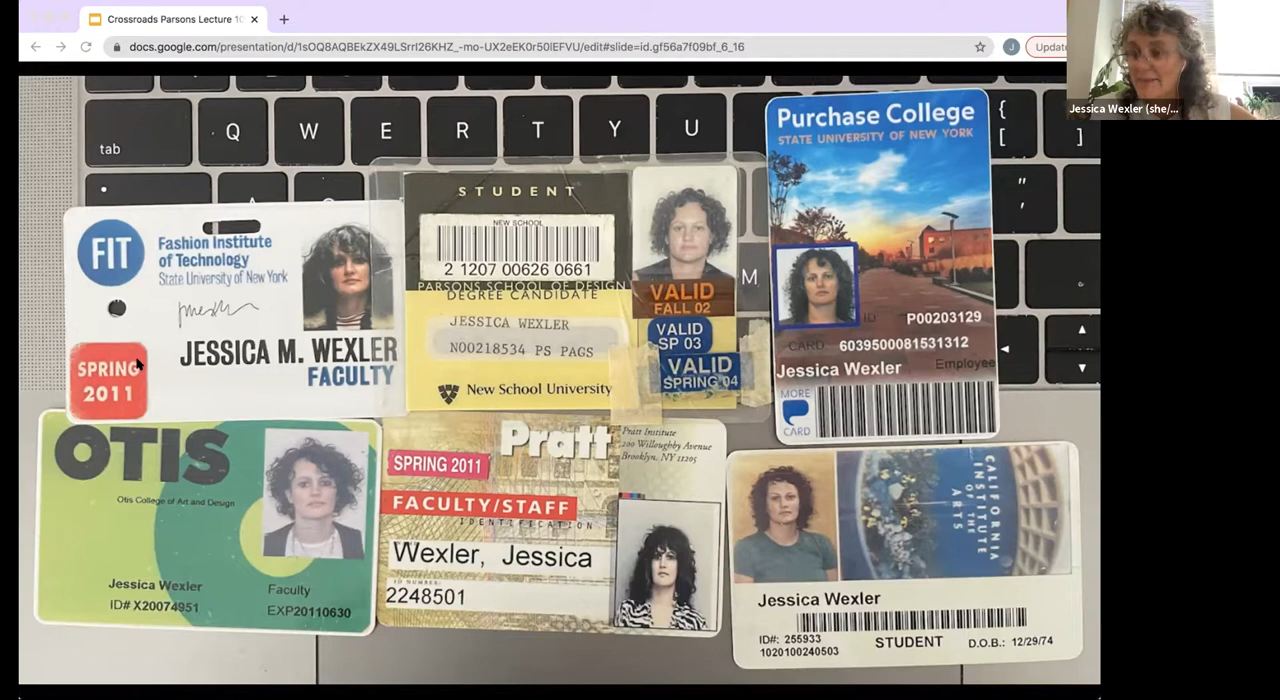 Crossroads Parsons Lecture 10
docs.google.com/presentation/d/1sOQ8AQBEkZX49LSrrI26KHZ_-mo-UX2eEK0r50lEFVU/edit#slide=id.gf56a7f09bf_6_16
J
Update
Jessica Wexler (she/...
tab
Q W E R T Y U
{
[
]
"
'
M
FIT
Fashion Institute
of Technology
State University of New York
SPRING
2011
JESSICA M. WEXLER
FACULTY
STUDENT
NEW SCHOOL
2 1207 00626 0661
PARSONS SCHOOL OF DESIGN
DEGREE CANDIDATE
JESSICA WEXLER
N00218534 PS PAGS
New School University
VALID
FALL 02
VALID
SP 03
VALID
SPRING 04
Purchase College
STATE UNIVERSITY OF NEW YORK
ID P00203129
CARD 6039500081531312
Jessica Wexler Employee
MORE
CARD
OTIS
Otis College of Art and Design
Jessica Wexler
ID# X20074951
Faculty
EXP20110630
Pratt
Pratt Institute
200 Willoughby Avenue
Brooklyn, NY 11205
SPRING 2011
FACULTY/STAFF
IDENTIFICATION
Wexler, Jessica
ID NUMBER:
2248501
CALIFORNIA
INSTITUTE
OF THE
ARTS
Jessica Wexler
ID#: 255933
1020100240503
STUDENT
D.O.B.: 12/29/74